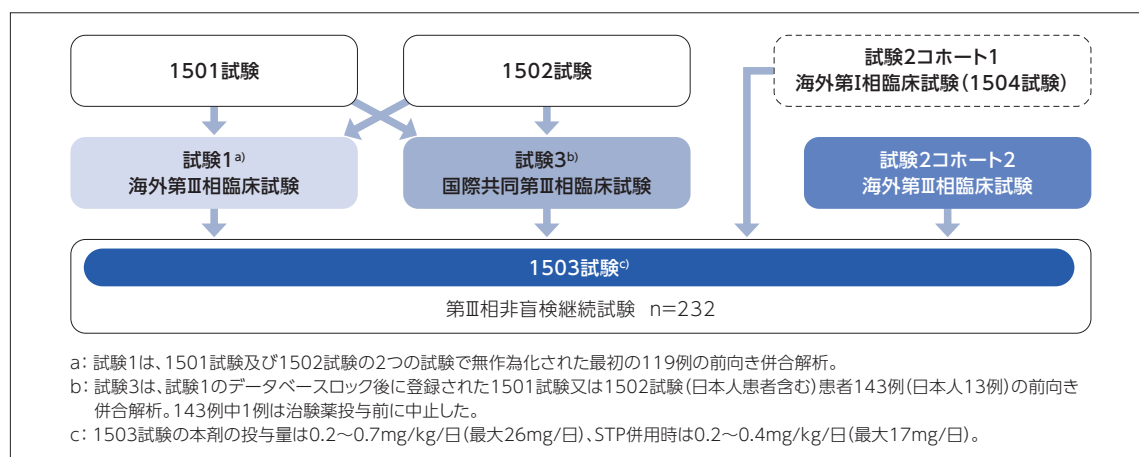 1501試験
1502試験
試験2コホート1
海外第Ⅰ相臨床試験(1504試験)
試験1a)
海外第Ⅲ相臨床試験
試験3b)
国際共同第Ⅲ相臨床試験
試験2コホート2
海外第Ⅲ相臨床試験
1503試験c)
第Ⅲ相非盲検継続試験 n=232
a: 試験1は、1501試験及び1502試験の2つの試験で無作為化された最初の119例の前向き併合解析。
b: 試験3は、試験1のデータベースロック後に登録された1501試験又は1502試験(日本人患者含む)患者143例(日本人13例)の前向き
併合解析。143例中1例は治験薬投与前に中止した。
c: 1503試験の本剤の投与量は0.2〜0.7mg/kg/日(最大26mg/日)、STP併用時は0.2〜0.4mg/kg/日(最大17mg/日)。